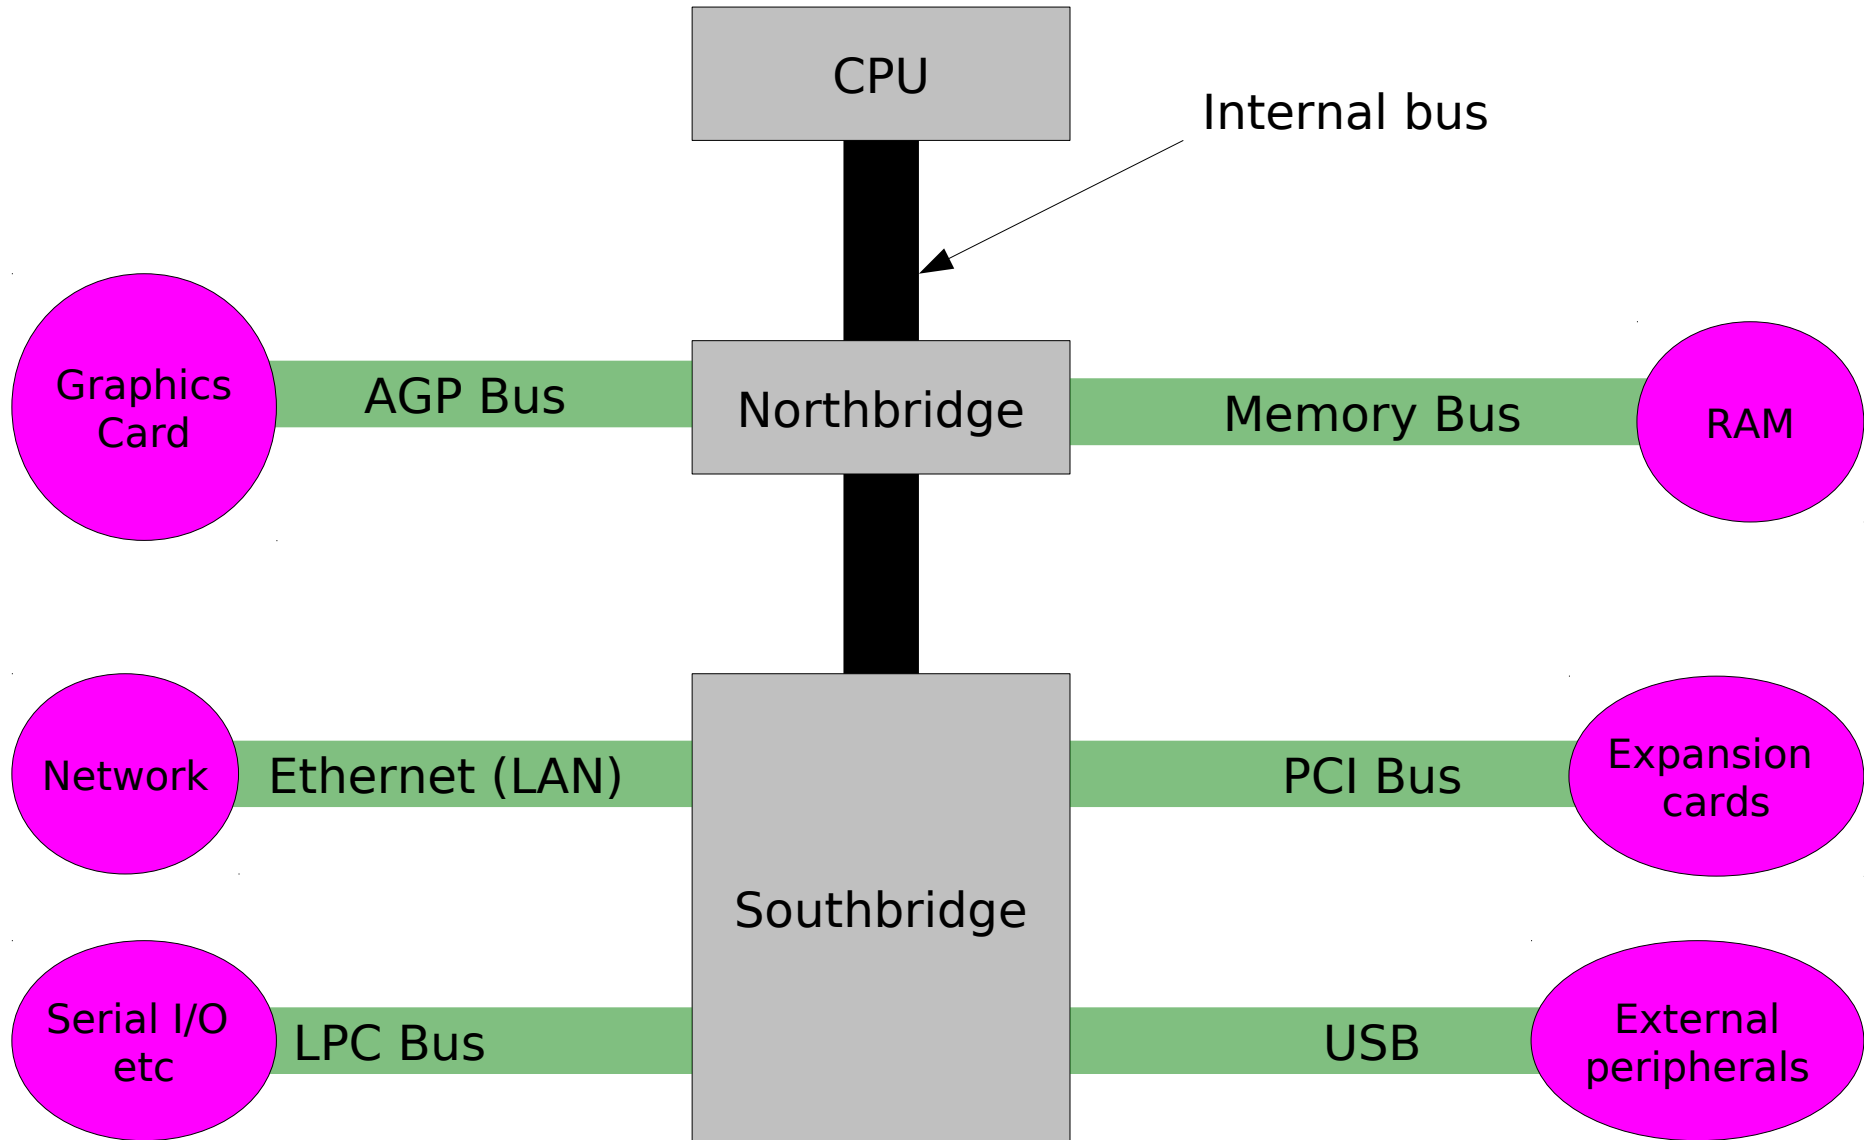 CPU
Internal bus
Graphics
Card
AGP Bus
Northbridge
Memory Bus
RAM
Network
Ethernet (LAN)
PCI Bus
Expansion
cards
Southbridge
Serial I/O
etc
LPC Bus
USB
External
peripherals